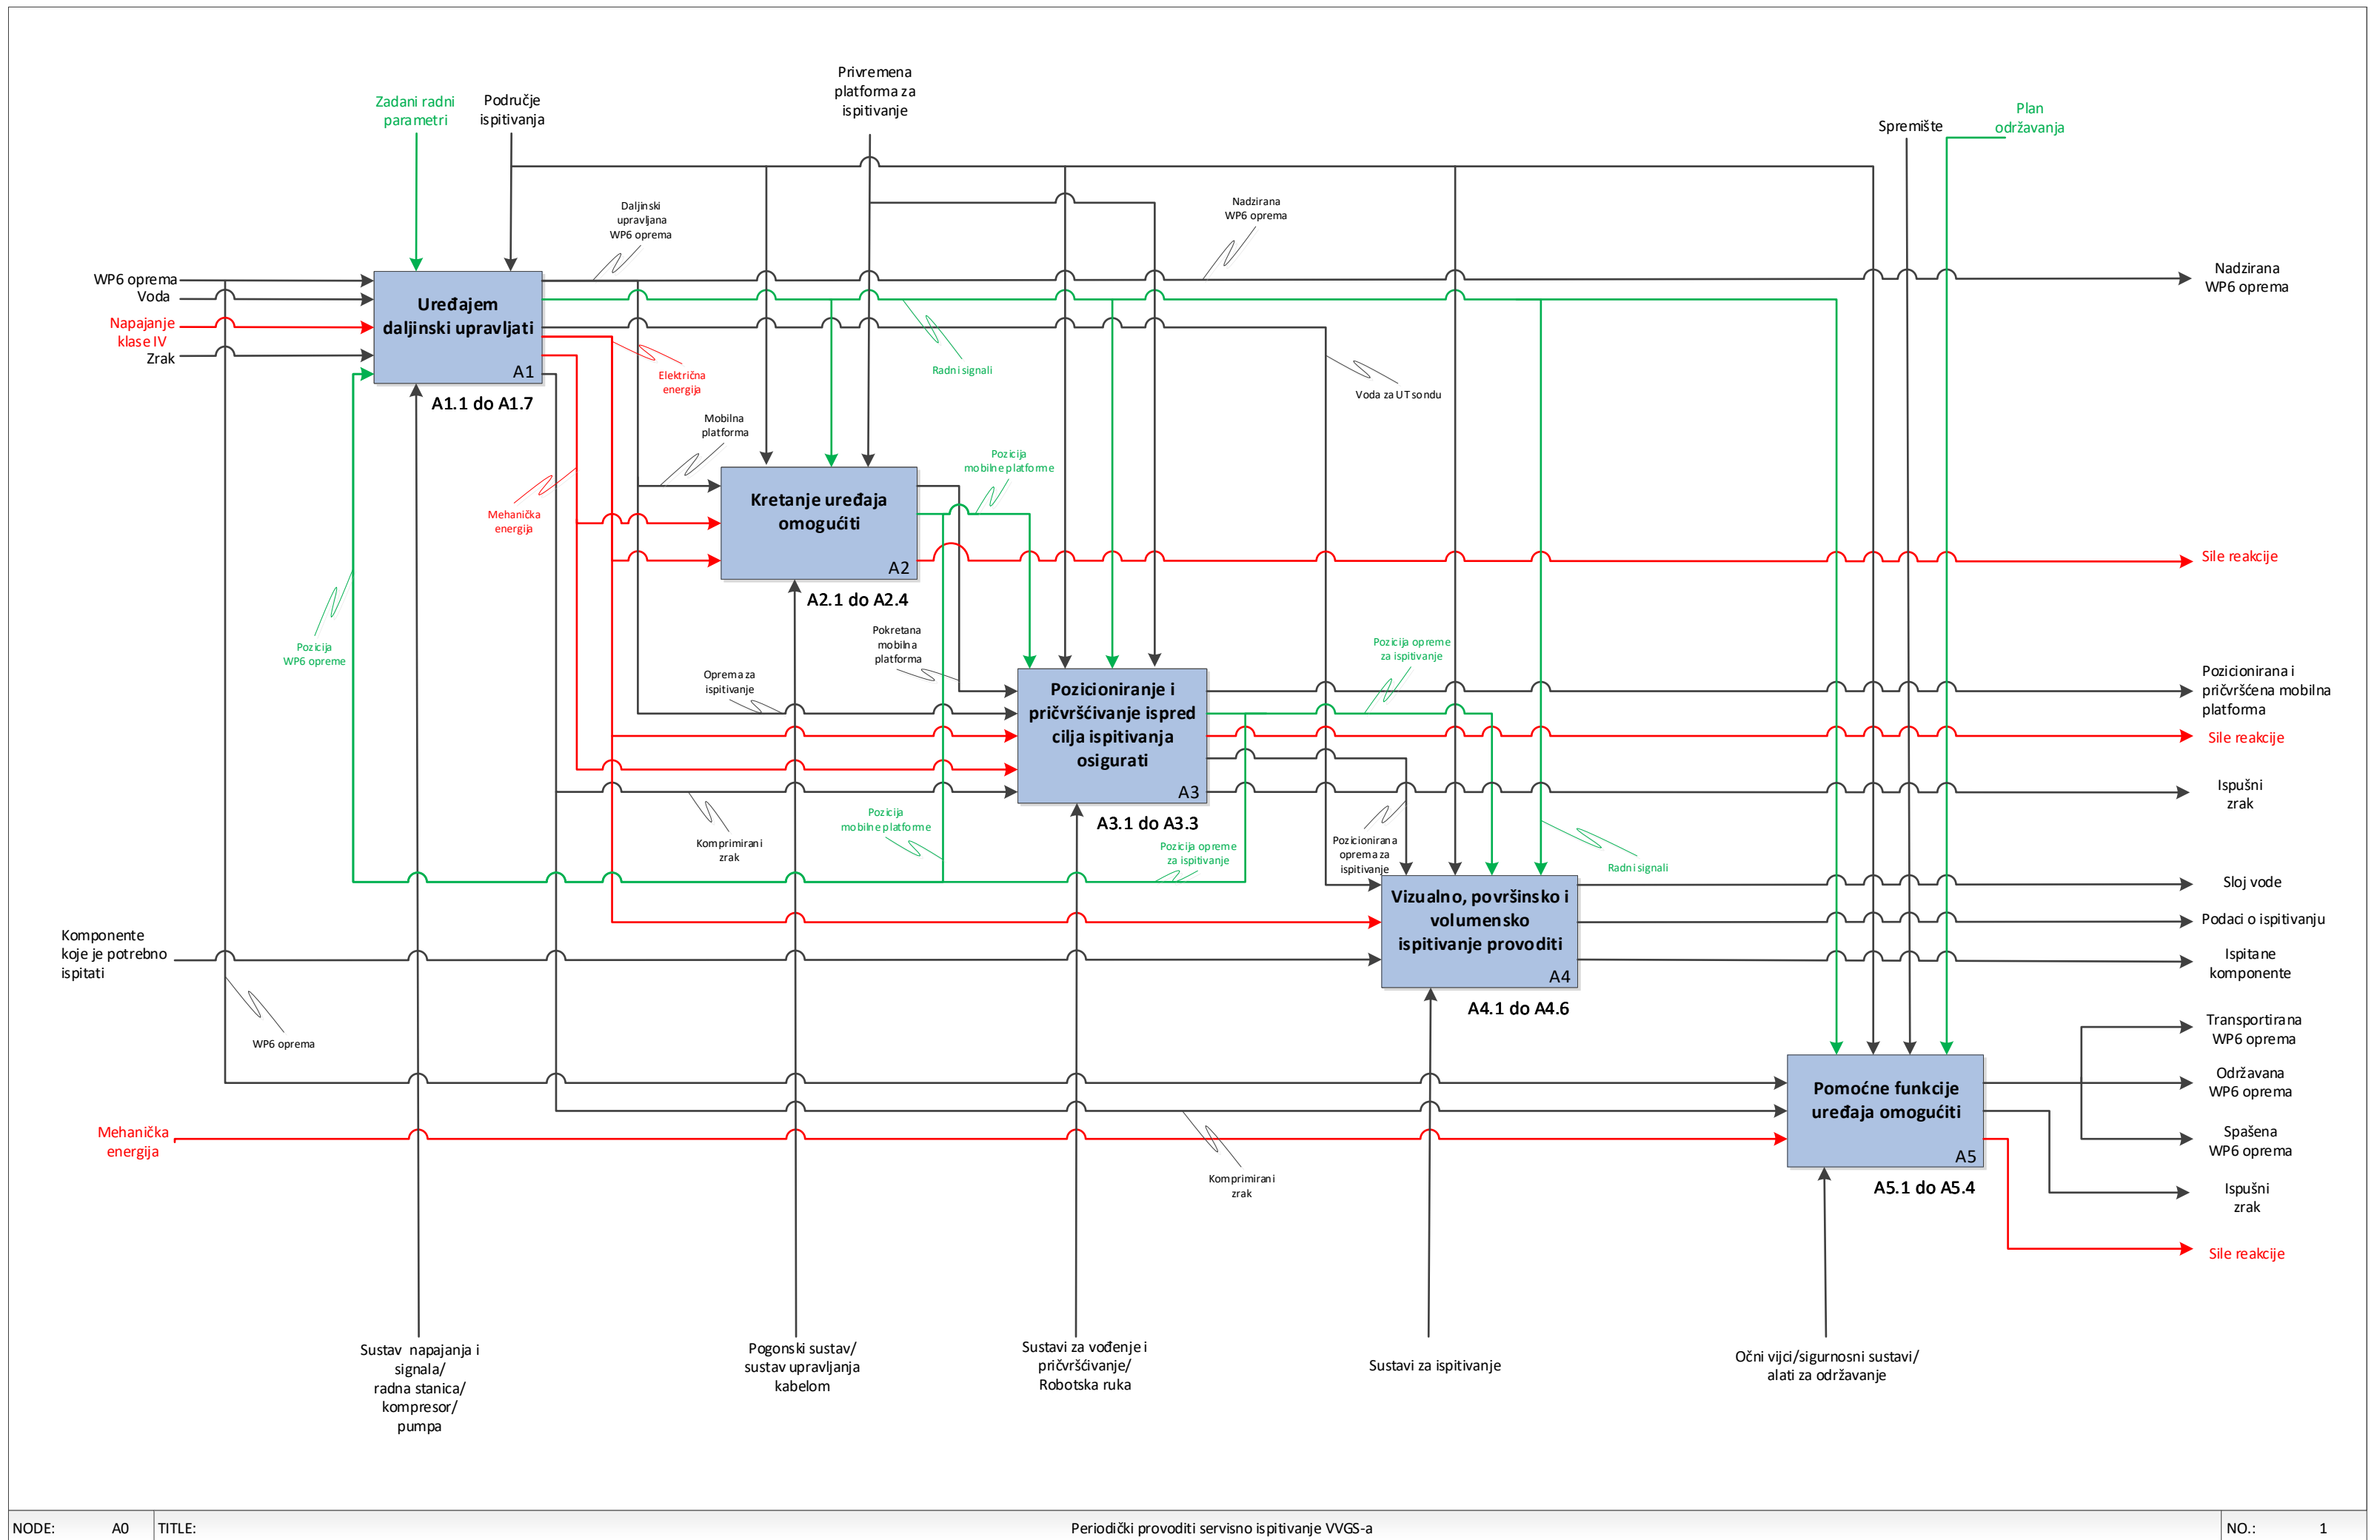 Privremena
platforma za
ispitivanje
Zadani radni
parametri
Područje
ispitivanja
Spremište
Plan
održavanja
Daljinski
upravljana
WP6 oprema
Nadzirana
WP6 oprema
WP6 oprema
Voda
Napajanje
klase IV
Zrak
Uređajem
daljinski upravljati
A1
A1.1 do A1.7
Nadzirana
WP6 oprema
Električna
energija
Radni signali
Voda za UT sondu
Mobilna
platforma
Mehanička
energija
Pozicija
mobilne platforme
Kretanje uređaja
omogućiti
A2
A2.1 do A2.4
Sile reakcije
Pozicija
WP6 opreme
Pokretana
mobilna
platforma
Oprema za
ispitivanje
Pozicija opreme
za ispitivanje
Pozicioniranje i
pričvršćivanje ispred
cilja ispitivanja
osigurati
A3
A3.1 do A3.3
Pozicionirana i
pričvršćena mobilna
platforma
Sile reakcije
Ispušni
zrak
Komprimirani
zrak
Pozicija
mobilne platforme
Pozicija opreme
za ispitivanje
Pozicionirana
oprema za
ispitivanje
Radni signali
Vizualno, površinsko i
volumensko
ispitivanje provoditi
A4
A4.1 do A4.6
Sloj vode
Podaci o ispitivanju
Ispitane
komponente
Komponente
koje je potrebno
ispitati
WP6 oprema
Transportirana
WP6 oprema
Održavana
WP6 oprema
Spašena
WP6 oprema
Pomoćne funkcije
uređaja omogućiti
A5
A5.1 do A5.4
Mehanička
energija
Komprimirani
zrak
Ispušni
zrak
Sile reakcije
Sustav napajanja i
signala/
radna stanica/
kompresor/
pumpa
Pogonski sustav/
sustav upravljanja
kabelom
Sustavi za vođenje i
pričvršćivanje/
Robotska ruka
Sustavi za ispitivanje
Očni vijci/sigurnosni sustavi/
alati za održavanje
NODE: A0 TITLE: Periodički provoditi servisno ispitivanje VVGS-a NO.: 1